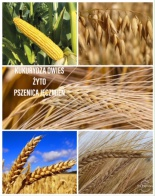 KUKURYDZA OWIES
ŻYTO
PSZENICA JĘCZMIEŃ